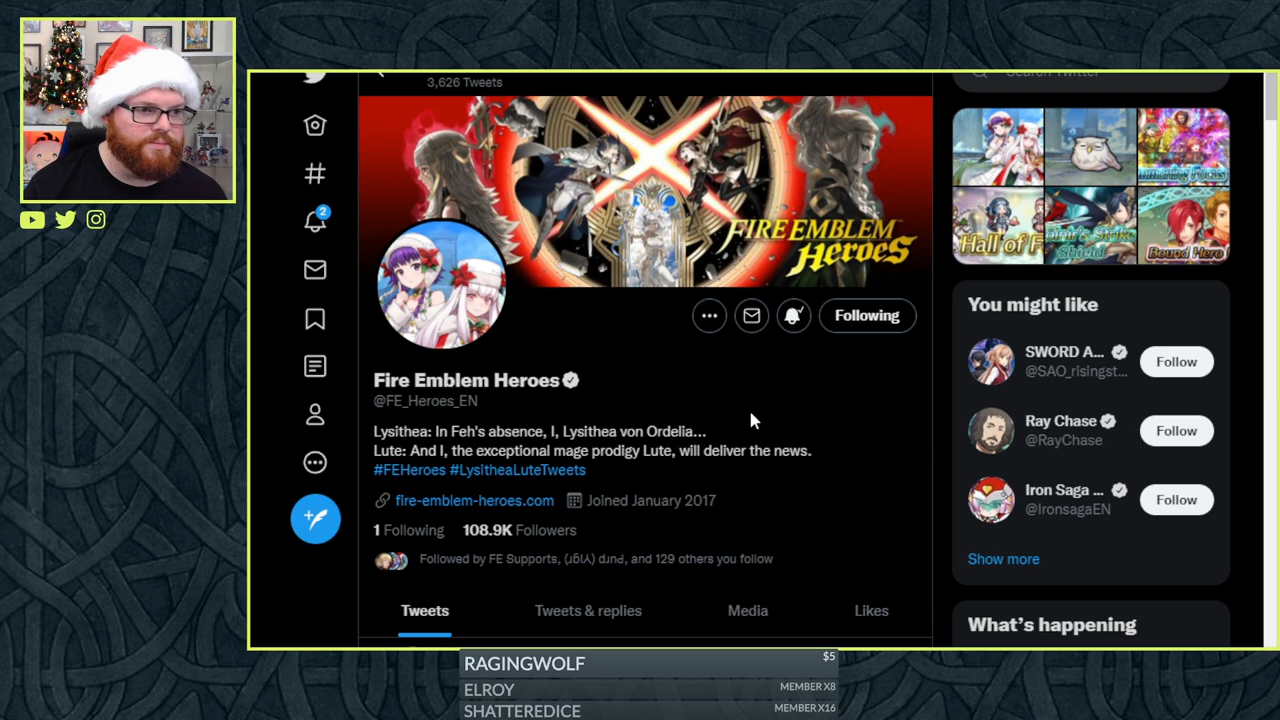 3,626 Tweets
FIRE EMBLEM
Heroes
Following
Fire Emblem Heroes
@FE_Heroes_EN
Lysithea: In Feh's absence, I, Lysithea von Ordelia...
Lute: And I, the exceptional mage prodigy Lute, will deliver the news.
#FEHeroes #LysitheaLuteTweets
fire-emblem-heroes.com Joined January 2017
1 Following 108.9K Followers
Followed by FE Supports, and 129 others you follow
Tweets Tweets & replies Media Likes
2
Search Twitter
Hall of F
Shield
Bound Hero
You might like
SWORD A...
@SAO_risingst...
Follow
Ray Chase
@RayChase
Follow
Iron Saga ...
@IronsagaEN
Follow
Show more
What's happening
RAGINGWOLF $5
ELROY MEMBER X8
SHATTEREDICE MEMBER X16